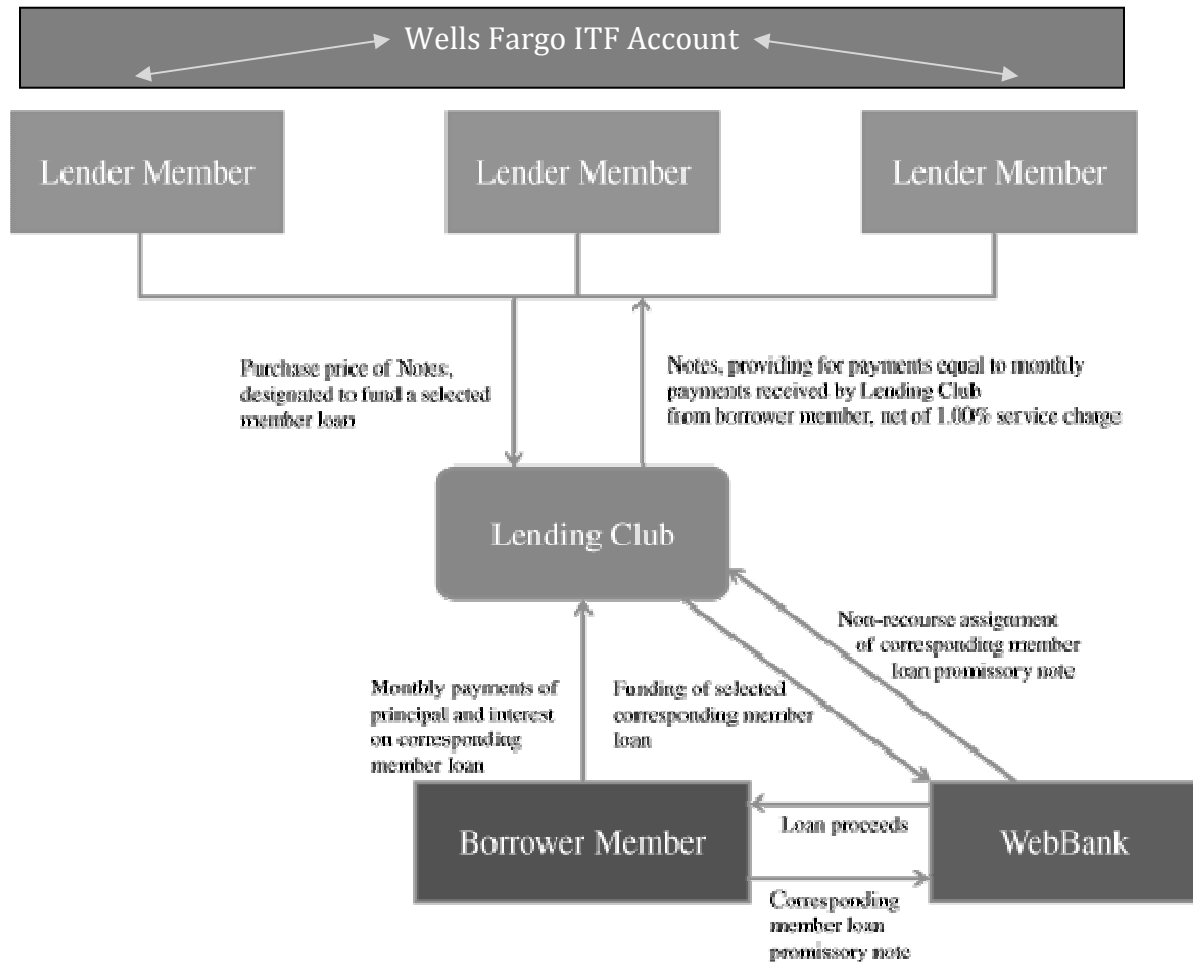 Wells Fargo ITF Account
Lender Member
Lender Member
Lender Member
Purchase price of Notes,
designated to fund a selected
member loan
Notes, providing for payments equal to monthly
payments received by Lending Club
from borrower member, net of 1.00% service charge
Lending Club
Non-recourse assignment
of corresponding member
loan promissory note
Monthly payments of
principal and interest
on corresponding
member loan
Funding of selected
corresponding member
loan
Borrower Member
Loan proceeds
WebBank
Corresponding
member loan
promissory note